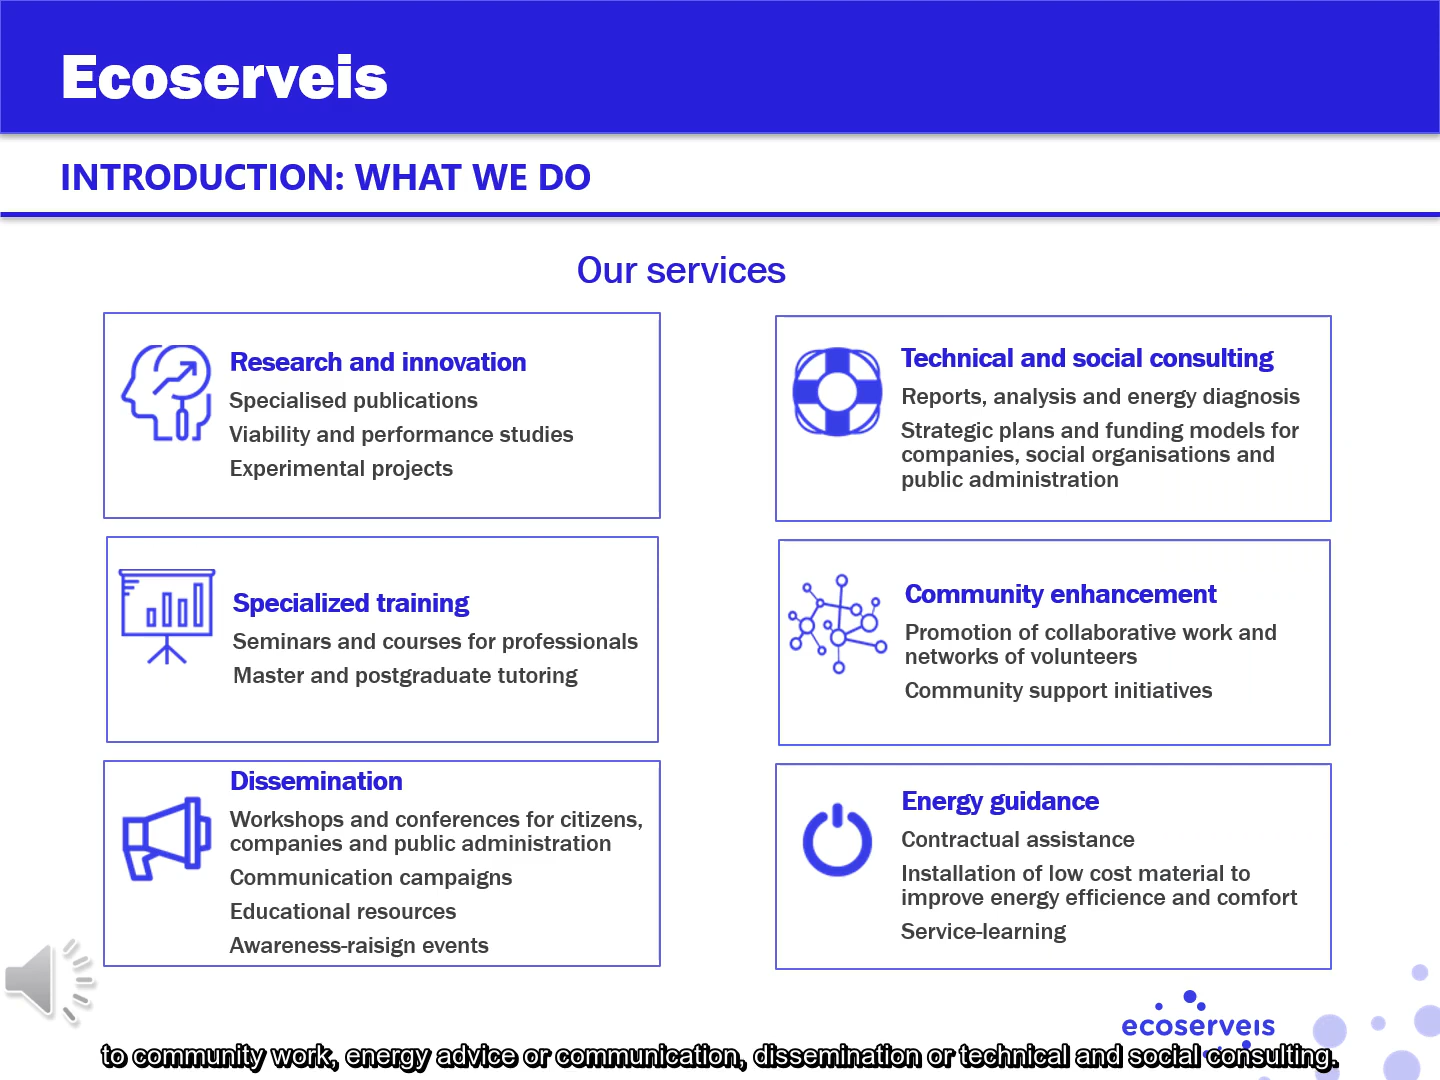 Ecoserveis
INTRODUCTION: WHAT WE DO
Our services
Research and innovation
Specialised publications
Viability and performance studies
Experimental projects
Technical and social consulting
Reports, analysis and energy diagnosis
Strategic plans and funding models for
companies, social organisations and
public administration
Specialized training
Seminars and courses for professionals
Master and postgraduate tutoring
Community enhancement
Promotion of collaborative work and
networks of volunteers
Community support initiatives
Dissemination
Workshops and conferences for citizens,
companies and public administration
Communication campaigns
Educational resources
Awareness-raisign events
Energy guidance
Contractual assistance
Installation of low cost material to
improve energy efficience and comfort
Service-learning
ecoserveis
to community work, energy advice or communication, dissemination or technical and social consulting.